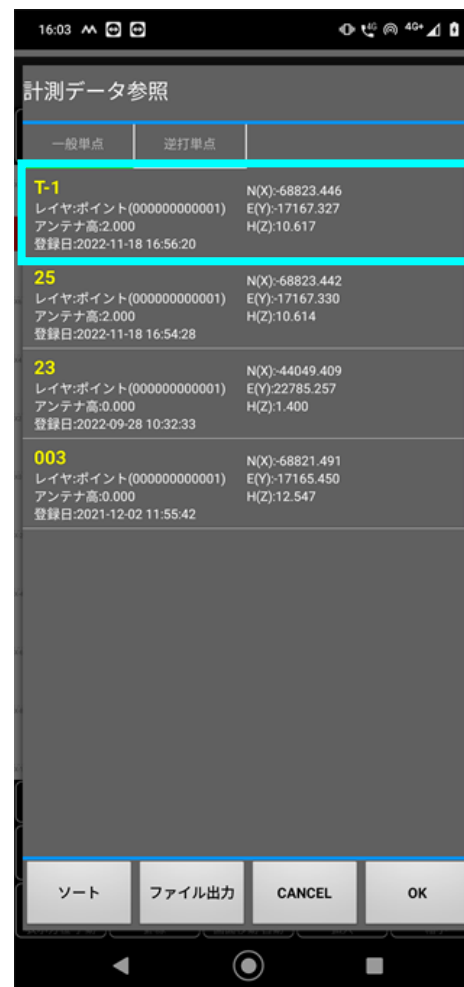 16:03
4G
4G+
計測データ参照
一般単点
逆打単点
T-1
レイヤ:ポイント(000000000001)
アンテナ高:2.000
登録日:2022-11-18 16:56:20
N(X):-68823.446
E(Y):-17167.327
H(Z):10.617
25
レイヤ:ポイント(000000000001)
アンテナ高:2.000
登録日:2022-11-18 16:54:28
N(X):-68823.442
E(Y):-17167.330
H(Z):10.614
23
レイヤ:ポイント(000000000001)
アンテナ高:0.000
登録日:2022-09-28 10:32:33
N(X):-44049.409
E(Y):22785.257
H(Z):1.400
003
レイヤ:ポイント(000000000001)
アンテナ高:0.000
登録日:2021-12-02 11:55:42
N(X):-68821.491
E(Y):-17165.450
H(Z):12.547
ソート
ファイル出力
CANCEL
OK